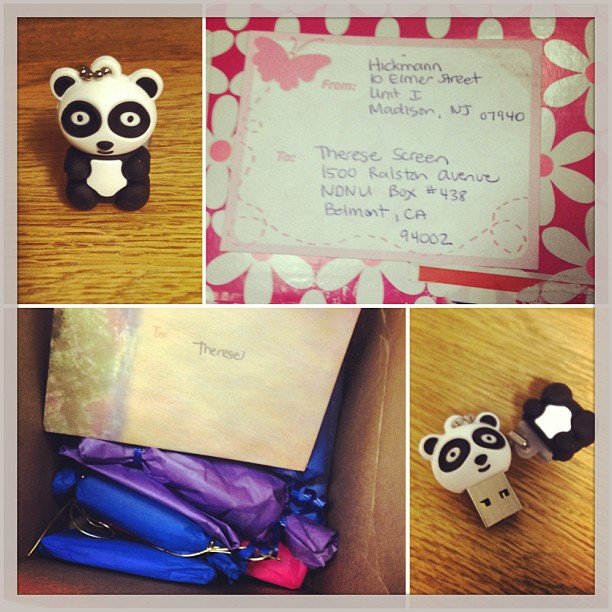 From: Hickmann
10 Elmer Street
Unit I
Madison, NJ 07940
To: Therese Screen
1500 Ralston Avenue
NDNU Box #438
Belmont, CA
94002
To: Therese